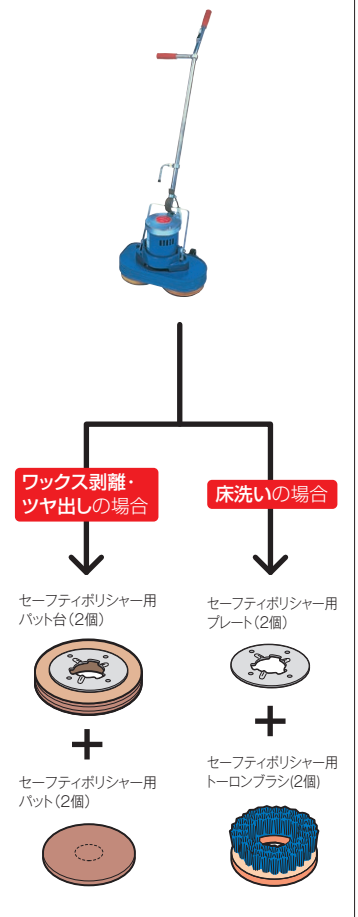 ワックス剥離・
ツヤ出しの場合
セーフティポリシャー用
パット台(2個)
セーフティポリシャー用
パット(2個)
床洗いの場合
セーフティポリシャー用
プレート(2個)
セーフティポリシャー用
トーロンブラシ(2個)